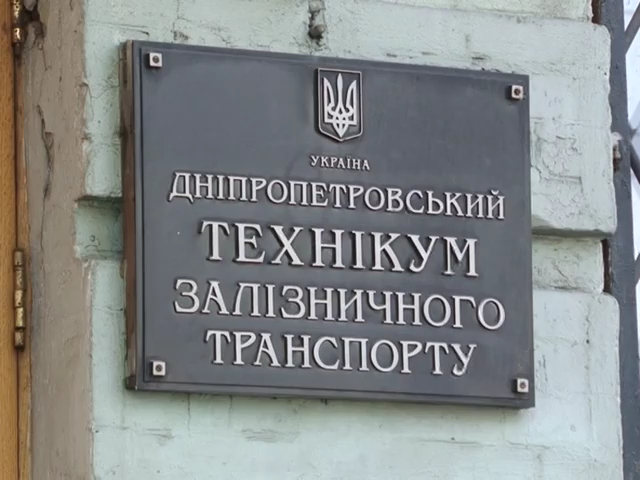 УКРАЇНА
ДНІПРОПЕТРОВСЬКИЙ
ТЕХНІКУМ
ЗАЛІЗНИЧНОГО
ТРАНСПОРТУ